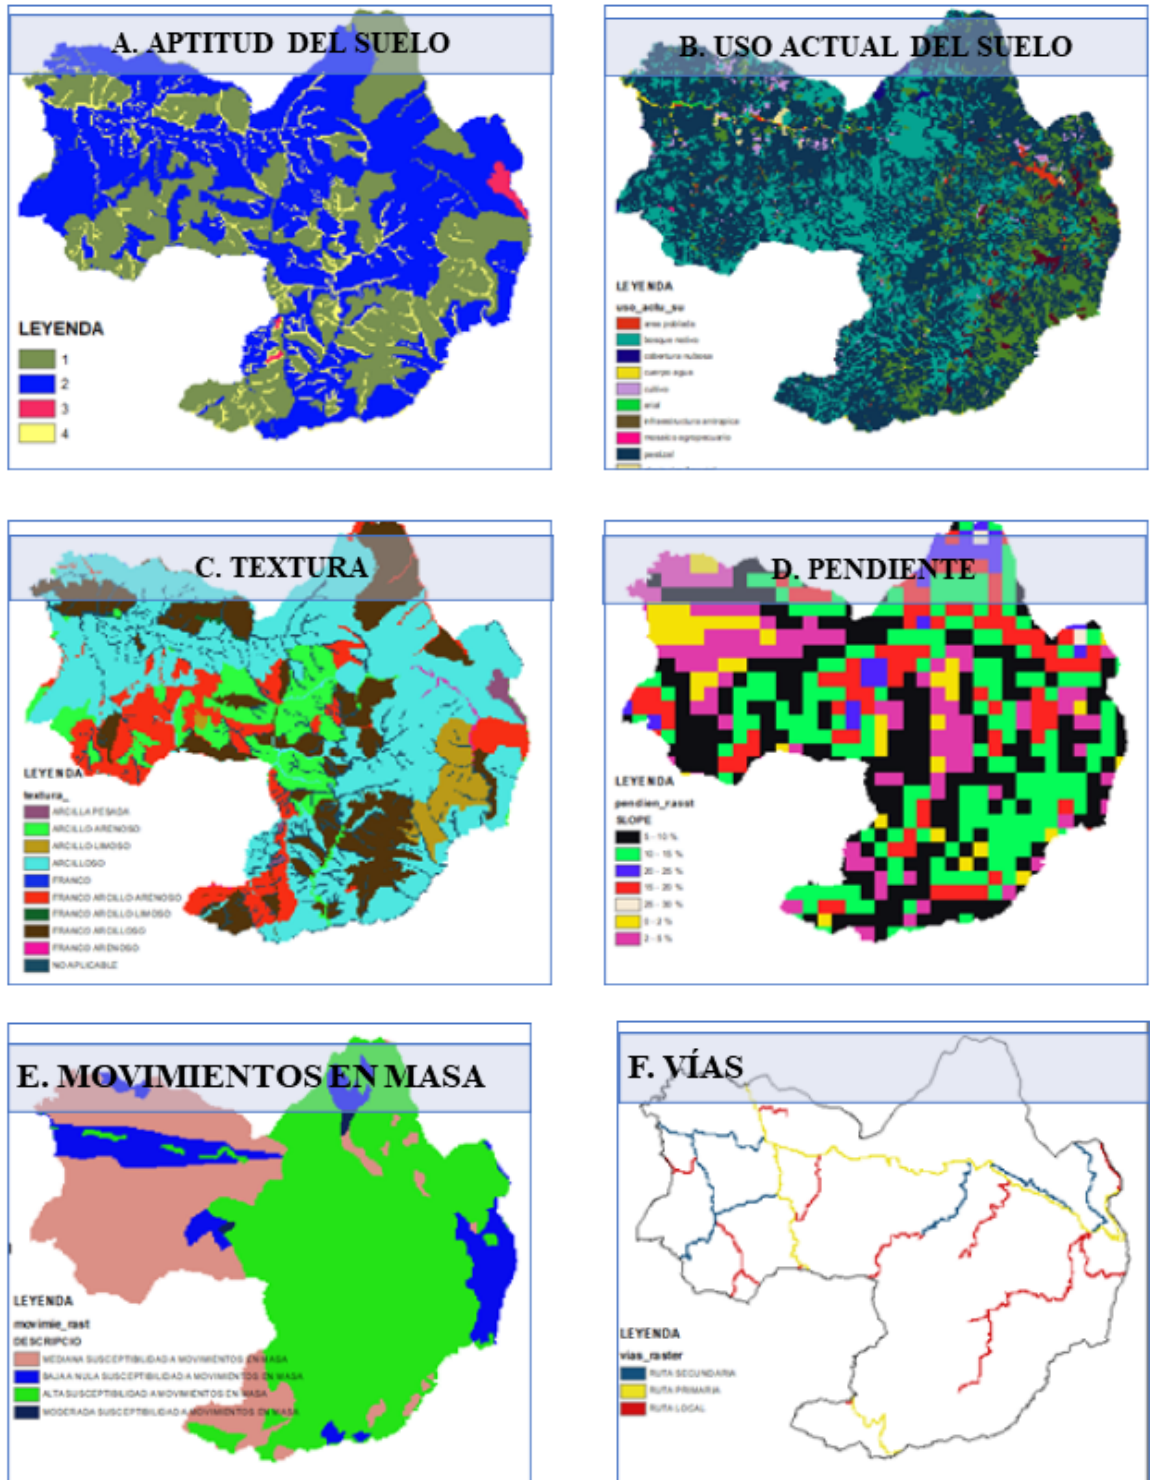 A. APTITUD DEL SUELO
LEYENDA
1
2
3
4
B. USO ACTUAL DEL SUELO
LEYENDA
uso_actu_su
area poblada
bosque nativo
cobertura nubosa
cuerpo agua
cultivo
erial
infraestructura antropica
mosaico agropecuario
pastizal
C. TEXTURA
LEYENDA
textura_
ARCILLA PESADA
ARCILLO ARENOSO
ARCILLO LIMOSO
ARCILLOSO
FRANCO
FRANCO ARCILLO ARENOSO
FRANCO ARCILLO LIMOSO
FRANCO ARCILLOSO
FRANCO ARENOSO
NO APLICABLE
D. PENDIENTE
LEYENDA
pendien_rasst
SLOPE
5 - 10 %
10 - 15 %
20 - 25 %
15 - 20 %
25 - 30 %
0 - 2 %
2 - 5 %
E. MOVIMIENTOS EN MASA
LEYENDA
movimie_rast
DESCRIPCIO
MEDIANA SUSCEPTIBILIDAD A MOVIMIENTOS EN MASA
BAJA A NULA SUSCEPTIBILIDAD A MOVIMIENTOS EN MASA
ALTA SUSCEPTIBILIDAD A MOVIMIENTOS EN MASA
MODERADA SUSCEPTIBILIDAD A MOVIMIENTOS EN MASA
F. VÍAS
LEYENDA
vias_raster
RUTA SECUNDARIA
RUTA PRIMARIA
RUTA LOCAL